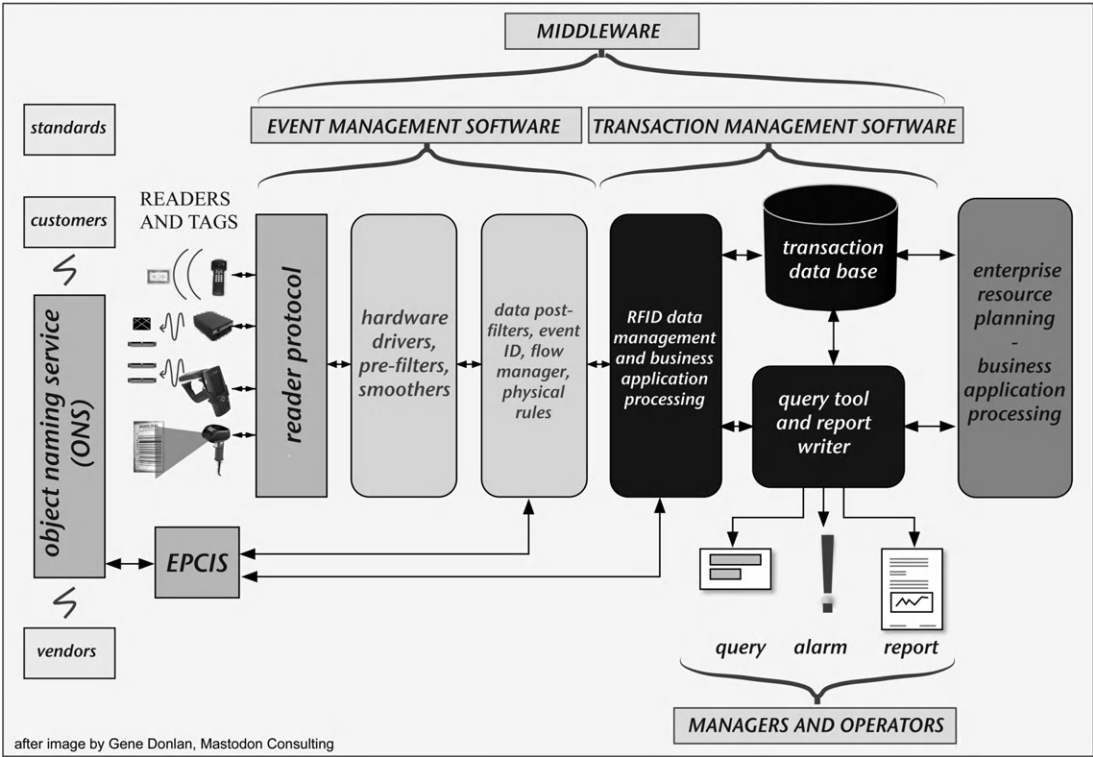 MIDDLEWARE
EVENT MANAGEMENT SOFTWARE
TRANSACTION MANAGEMENT SOFTWARE
standards
customers
READERS
AND TAGS
object naming service
(ONS)
vendors
reader protocol
hardware
drivers,
pre-filters,
smoothers
data post-
filters, event
ID, flow
manager,
physical
rules
RFID data
management
and business
application
processing
transaction
data base
query tool
and report
writer
enterprise
resource
planning
-
business
application
processing
EPCIS
query
alarm
report
MANAGERS AND OPERATORS
after image by Gene Donlan, Mastodon Consulting